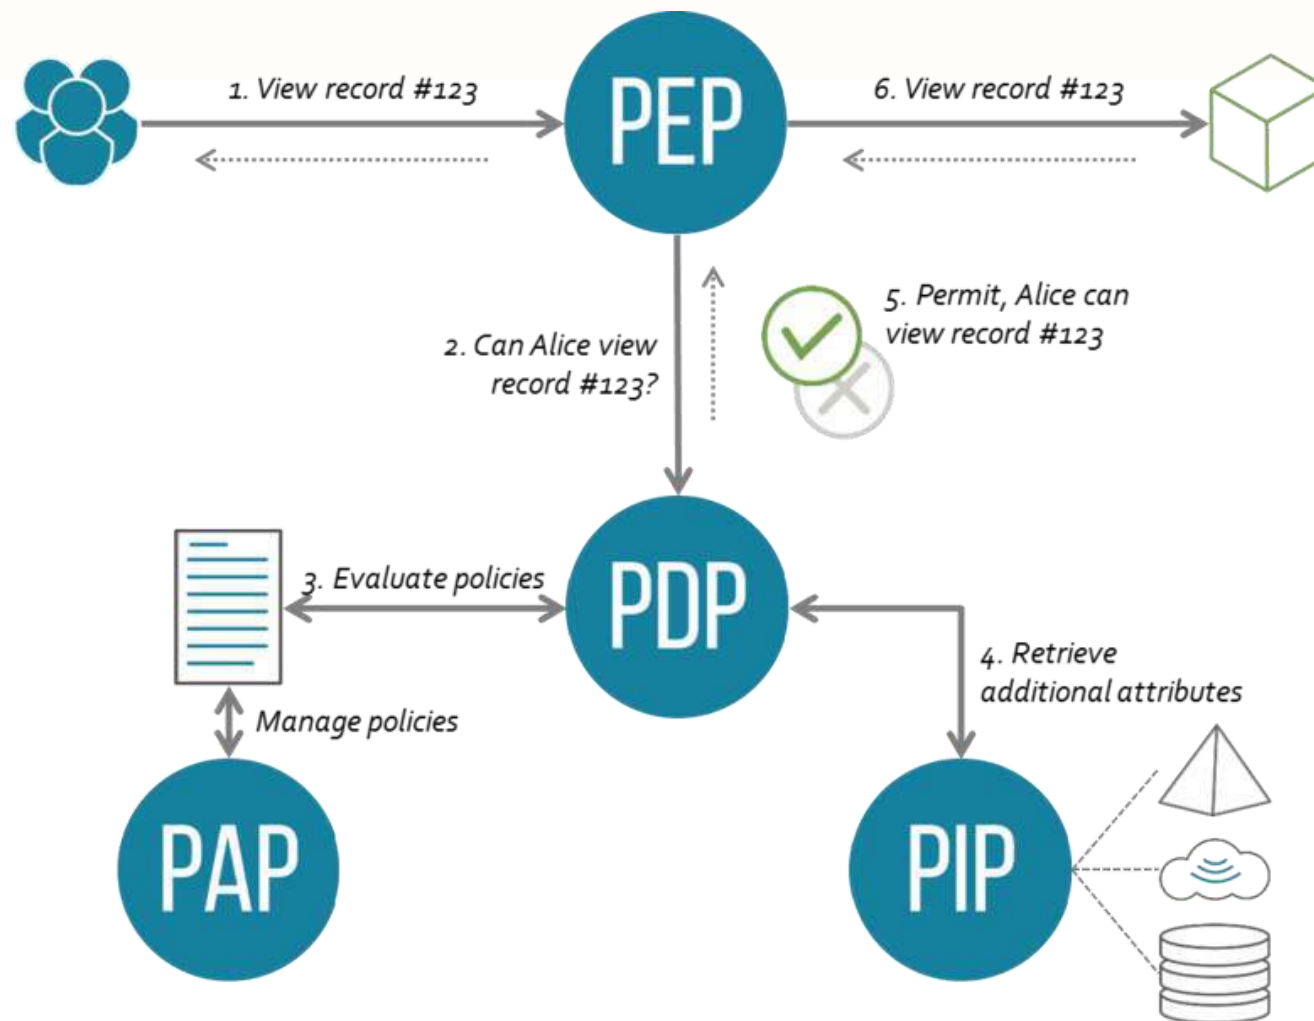 1. View record #123
PEP
6. View record #123
2. Can Alice view
record #123?
5. Permit, Alice can
view record #123
3. Evaluate policies
PDP
4. Retrieve
additional attributes
Manage policies
PAP
PIP